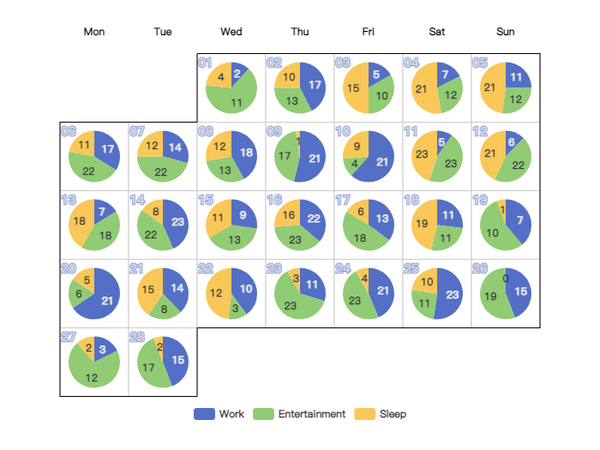 Mon Tue Wed Thu Fri Sat Sun
01 02 03 04 05
4 2 11 10 17 13 15 5 10 21 7 12 21 11 12
06 07 08 09 10 11 12
11 17 22 12 14 22 12 18 13 1 17 21 9 4 21 23 5 23 21 6 22
13 14 15 16 17 18 19
18 7 18 8 22 23 11 9 13 16 22 23 6 13 18 19 11 11 1 10 7
20 21 22 23 24 25 26
5 6 21 15 14 8 12 10 3 3 11 23 4 21 23 10 11 23 0 19 15
27 28
2 3 12 2 17 15
Work Entertainment Sleep